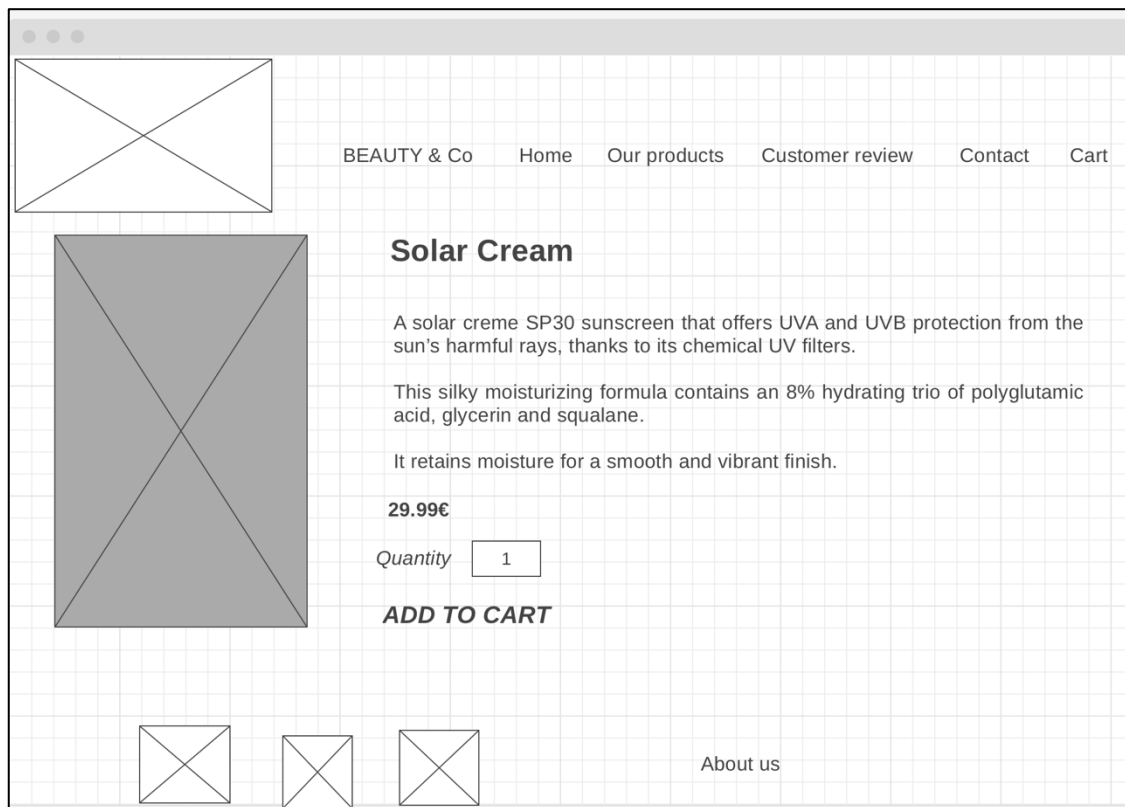 BEAUTY & Co Home Our products Customer review Contact Cart
Solar Cream
A solar creme SP30 sunscreen that offers UVA and UVB protection from the
sun’s harmful rays, thanks to its chemical UV filters.
This silky moisturizing formula contains an 8% hydrating trio of polyglutamic
acid, glycerin and squalane.
It retains moisture for a smooth and vibrant finish.
29.99€
Quantity 1
ADD TO CART
About us